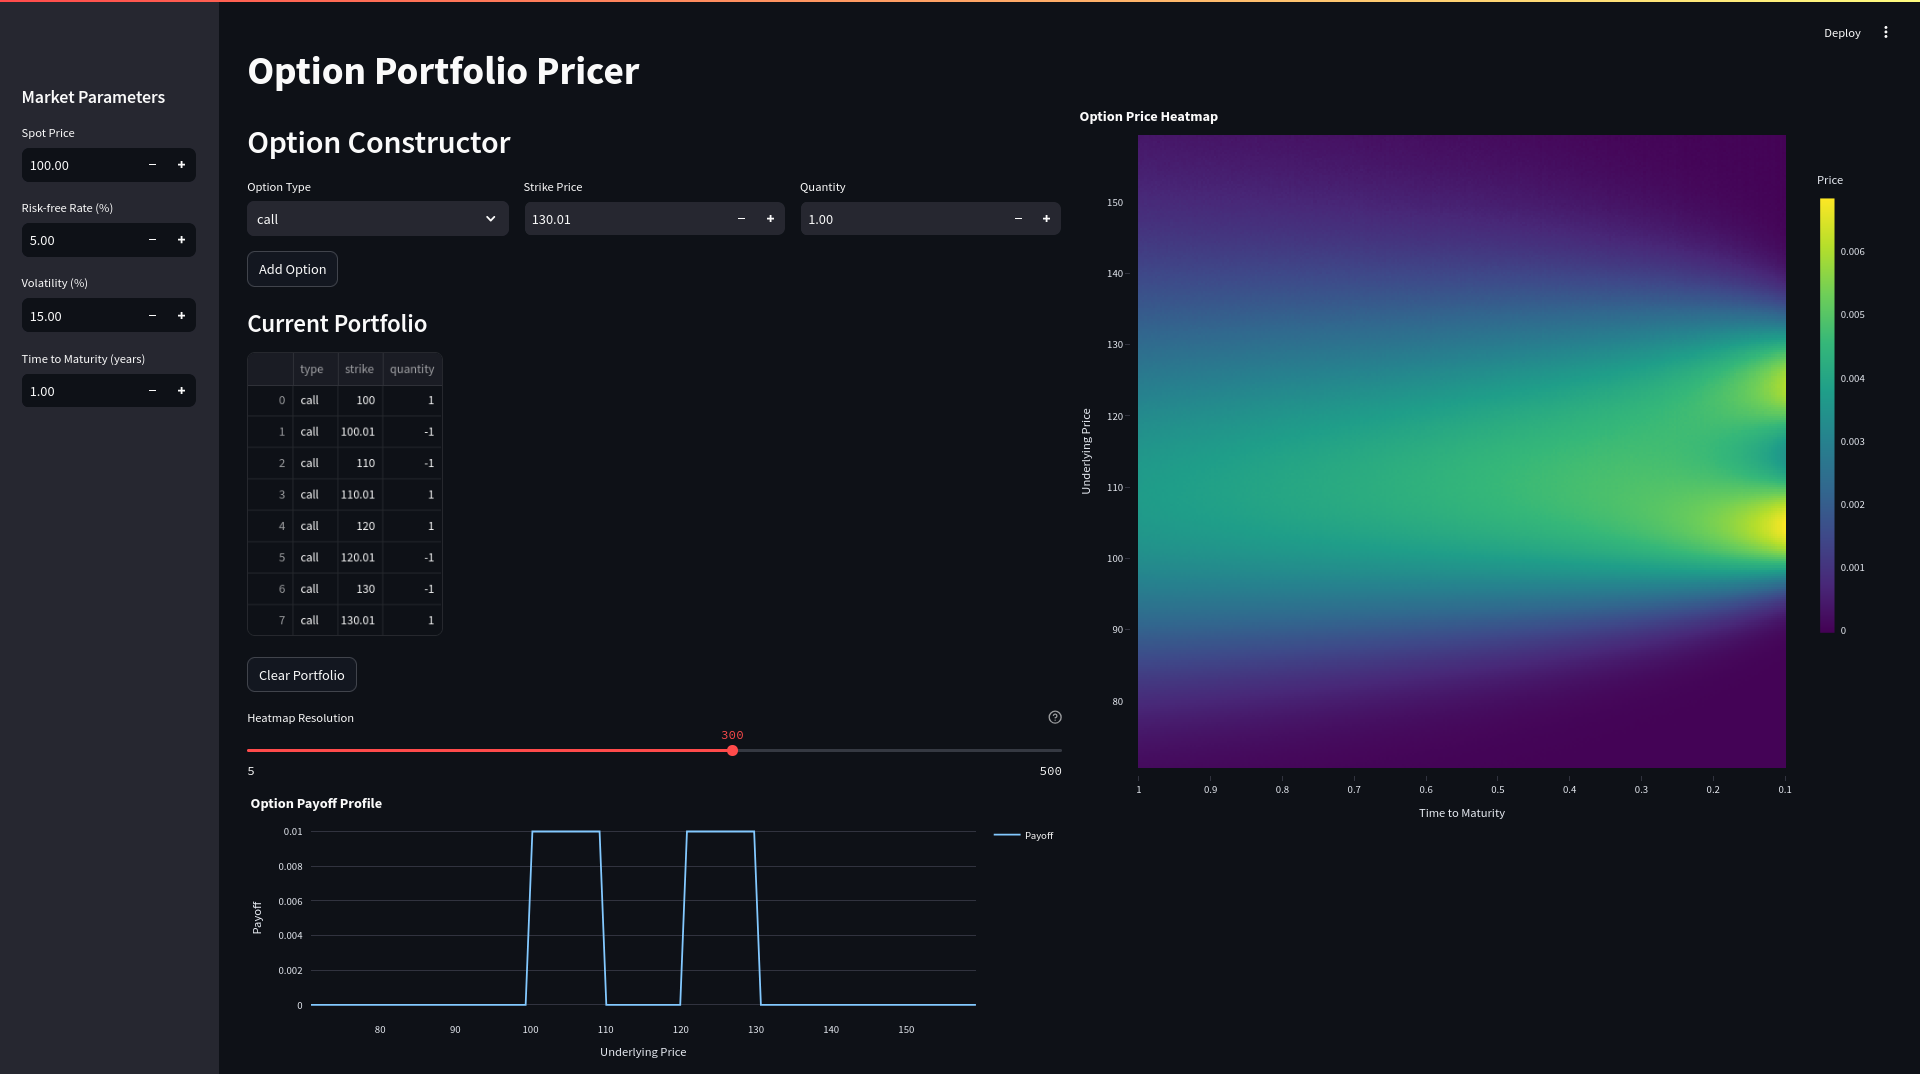 Deploy
Market Parameters
Spot Price
100.00
Risk-free Rate (%)
5.00
Volatility (%)
15.00
Time to Maturity (years)
1.00
Option Portfolio Pricer
Option Constructor
Option Type Strike Price Quantity
call 130.01 1.00
Add Option
Current Portfolio
type strike quantity
0 call 100 1
1 call 100.01 -1
2 call 110 -1
3 call 110.01 1
4 call 120 1
5 call 120.01 -1
6 call 130 -1
7 call 130.01 1
Clear Portfolio
Heatmap Resolution
300
5 500
Option Payoff Profile
0.01
0.008
0.006
0.004
0.002
0
Payoff
80 90 100 110 120 130 140 150
Underlying Price
Payoff
Option Price Heatmap
150
140
130
120
110
100
90
80
Underlying Price
1 0.9 0.8 0.7 0.6 0.5 0.4 0.3 0.2 0.1
Time to Maturity
Price
0.006
0.005
0.004
0.003
0.002
0.001
0